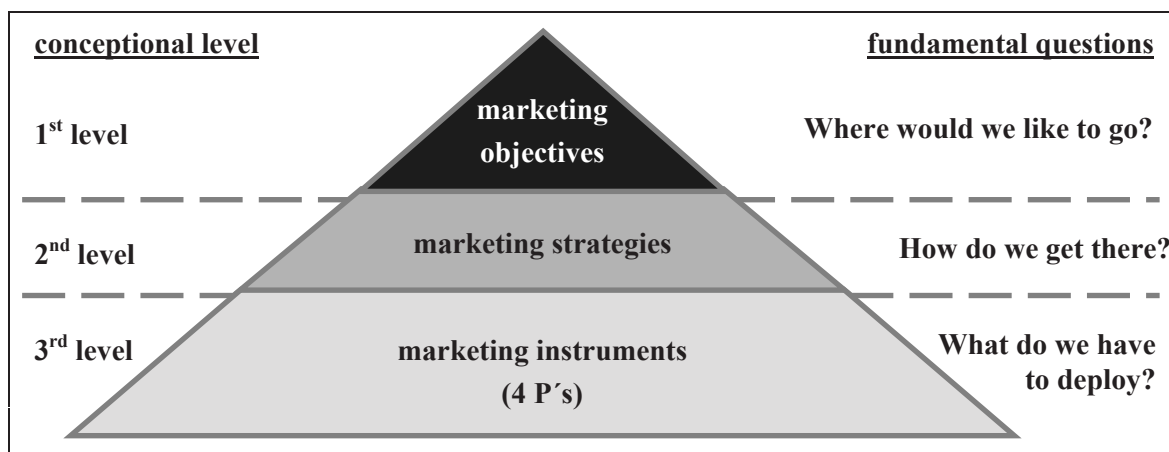 conceptional level
fundamental questions
marketing
objectives
1st level
Where would we like to go?
marketing strategies
2nd level
How do we get there?
marketing instruments
(4 P´s)
3rd level
What do we have
to deploy?